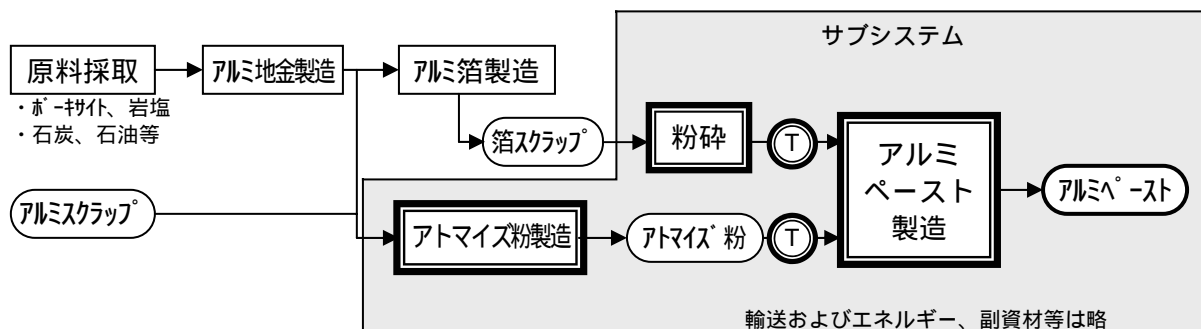 サブシステム
原料採取
アルミ地金製造
アルミ箔製造
・ボーキサイト、岩塩
・石炭、石油等
箔スクラップ
粉砕
T
アルミ
ペースト
製造
アルミペースト
アルミスクラップ
アトマイズ粉製造
アトマイズ粉
T
輸送およびエネルギー、副資材等は略